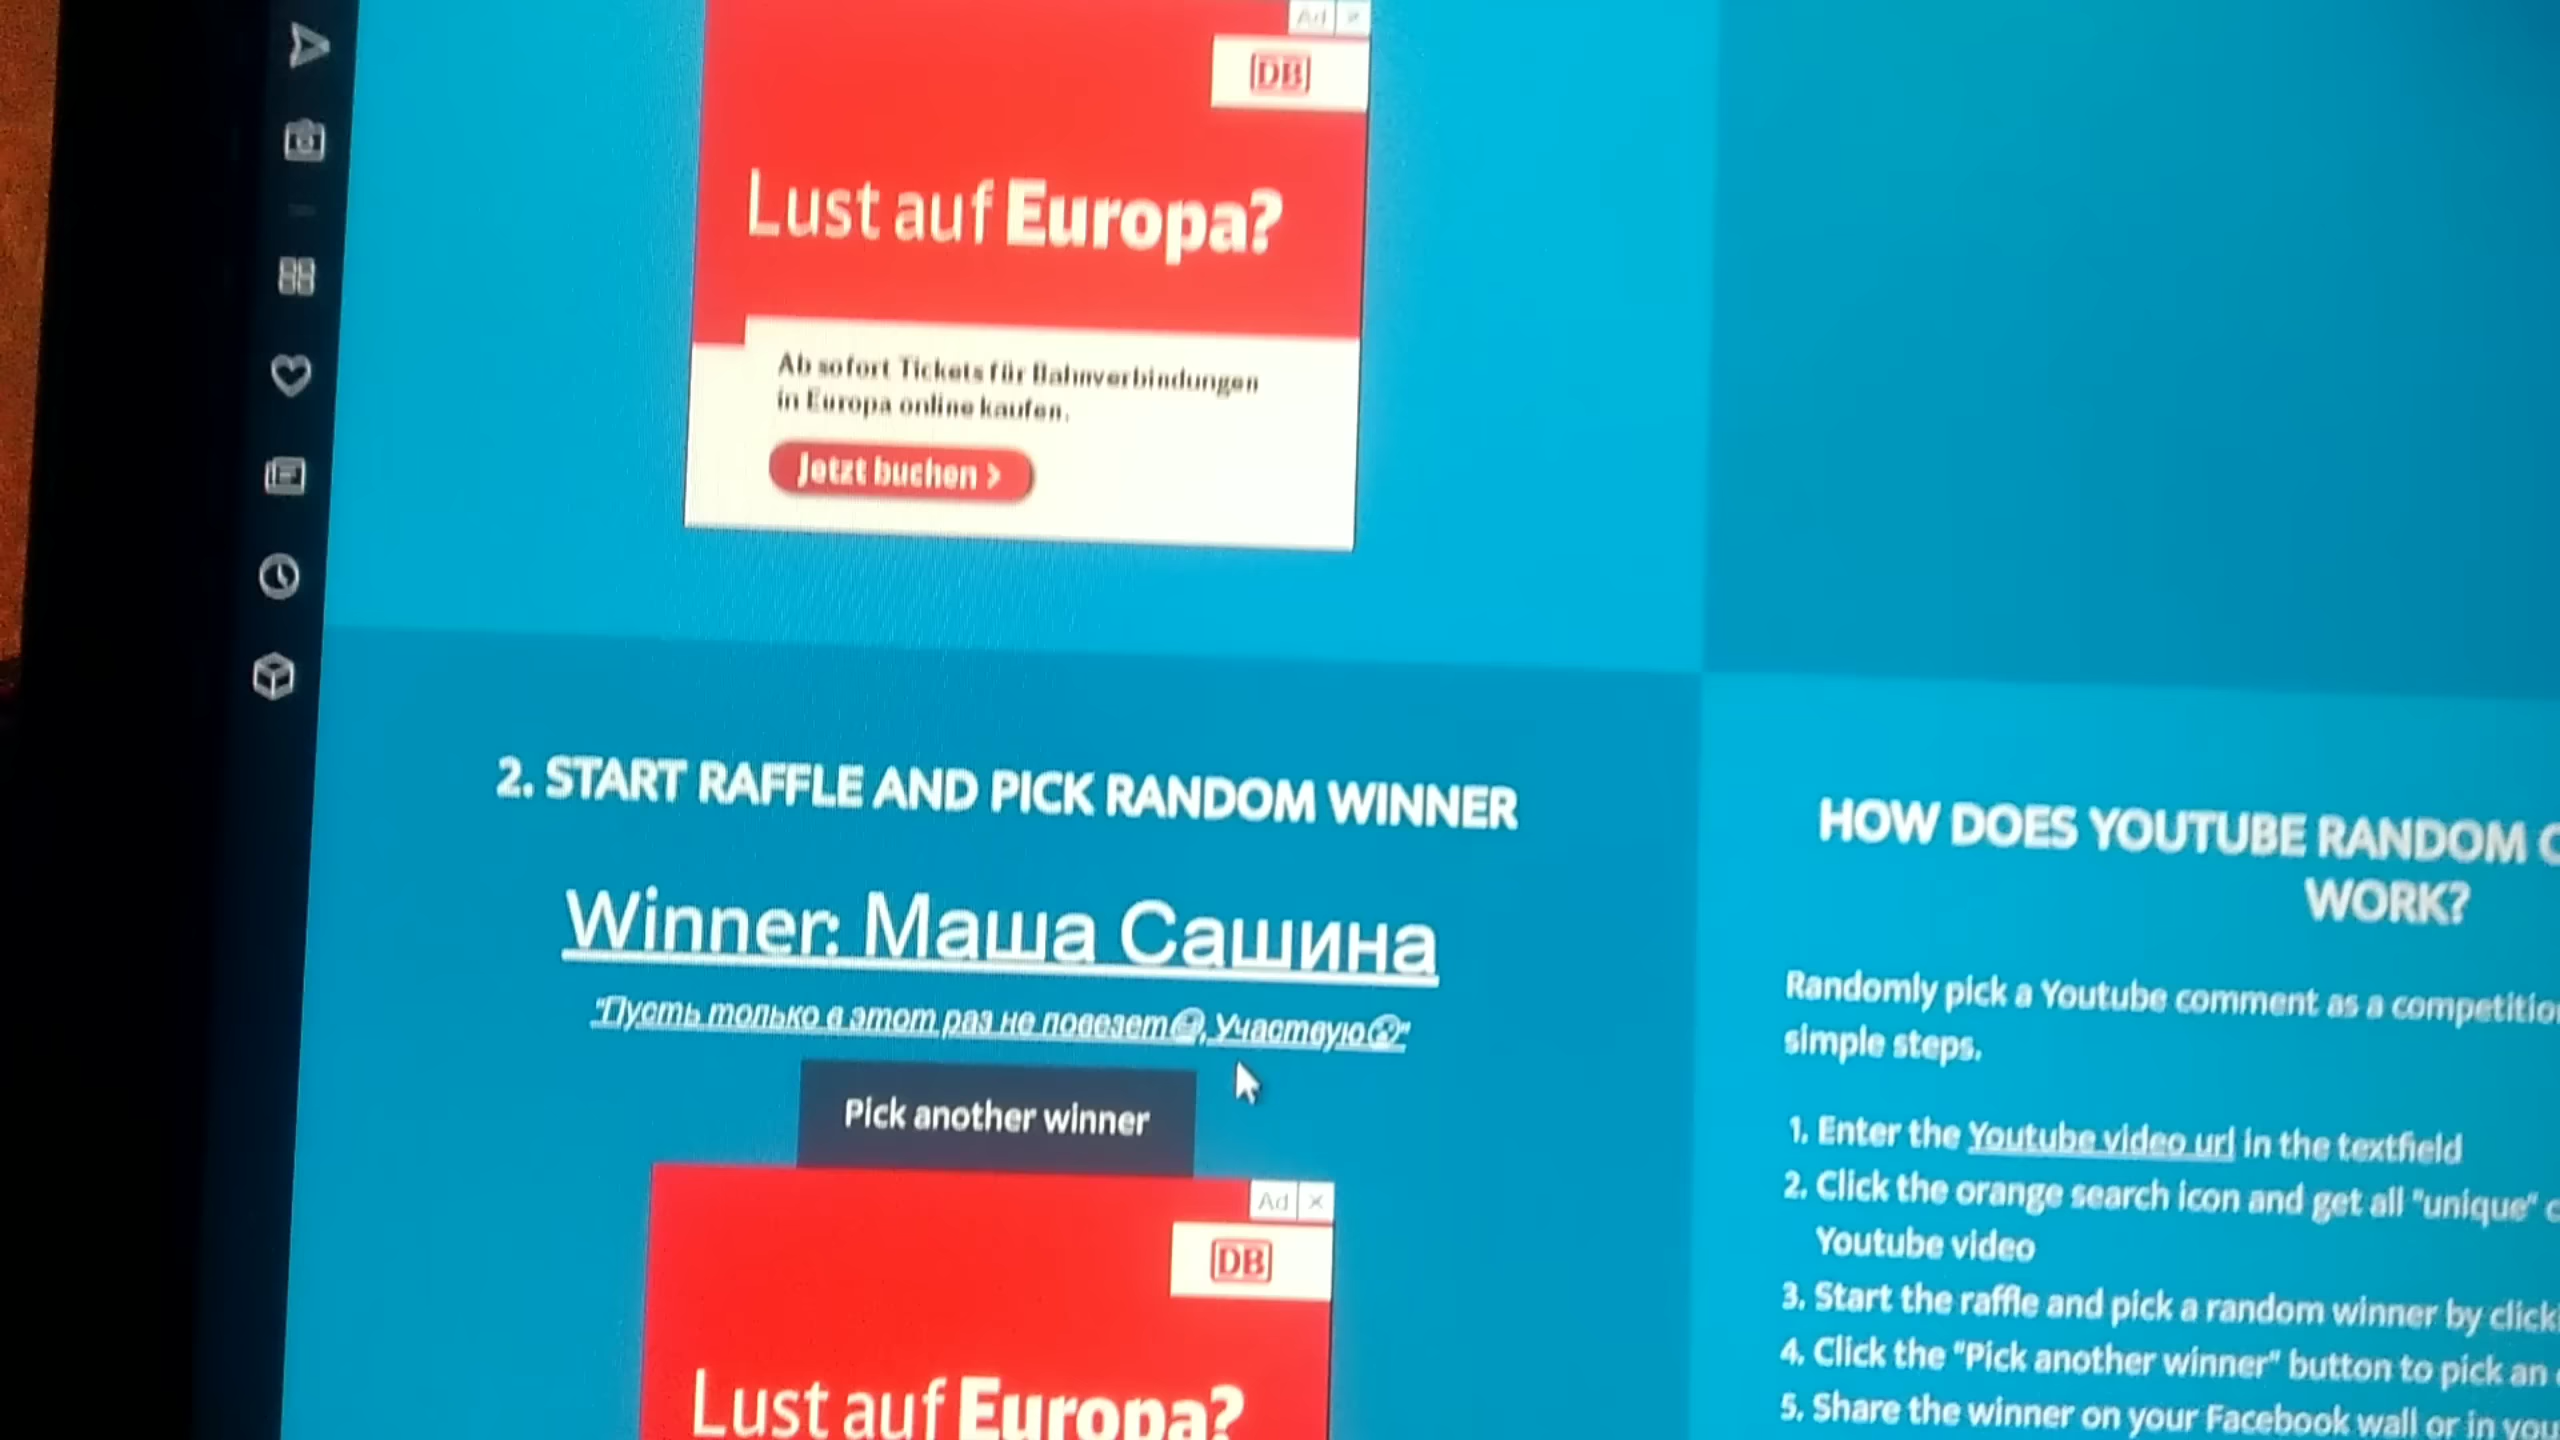 Ad
DB
Lust auf Europa?
Ab sofort Tickets für Bahnverbindungen
in Europa online kaufen.
Jetzt buchen >
2. START RAFFLE AND PICK RANDOM WINNER
Winner: Маша Сашина
"Пусть только в этот раз не повезет😄, Участвую😲"
Pick another winner
Ad ×
DB
Lust auf Europa?
HOW DOES YOUTUBE RANDOM
WORK?
Randomly pick a Youtube comment as a
simple steps.
1. Enter the Youtube video url in the textfield
2. Click the orange search icon and get all "unique"
Youtube video
3. Start the raffle and pick a random winner by
4. Click the "Pick another winner" button to pick an
5. Share the winner on your Facebook wall or in